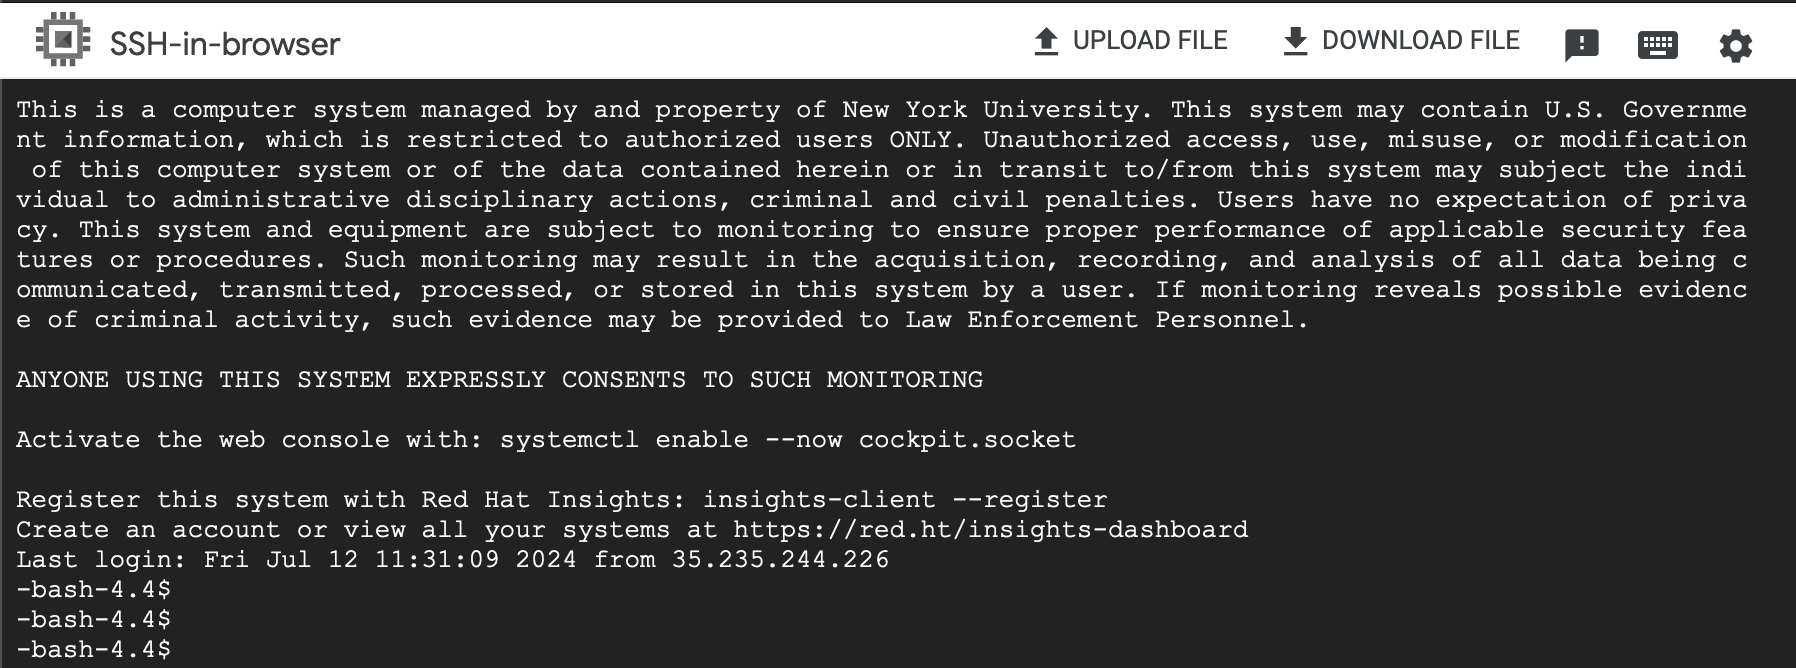 SSH-in-browser
UPLOAD FILE
DOWNLOAD FILE
This is a computer system managed by and property of New York University. This system may contain U.S. Governme
nt information, which is restricted to authorized users ONLY. Unauthorized access, use, misuse, or modification
 of this computer system or of the data contained herein or in transit to/from this system may subject the indi
vidual to administrative disciplinary actions, criminal and civil penalties. Users have no expectation of priva
cy. This system and equipment are subject to monitoring to ensure proper performance of applicable security fea
tures or procedures. Such monitoring may result in the acquisition, recording, and analysis of all data being c
ommunicated, transmitted, processed, or stored in this system by a user. If monitoring reveals possible evidenc
e of criminal activity, such evidence may be provided to Law Enforcement Personnel.
ANYONE USING THIS SYSTEM EXPRESSLY CONSENTS TO SUCH MONITORING
Activate the web console with: systemctl enable --now cockpit.socket
Register this system with Red Hat Insights: insights-client --register
Create an account or view all your systems at https://red.ht/insights-dashboard
Last login: Fri Jul 12 11:31:09 2024 from 35.235.244.226
-bash-4.4$
-bash-4.4$
-bash-4.4$